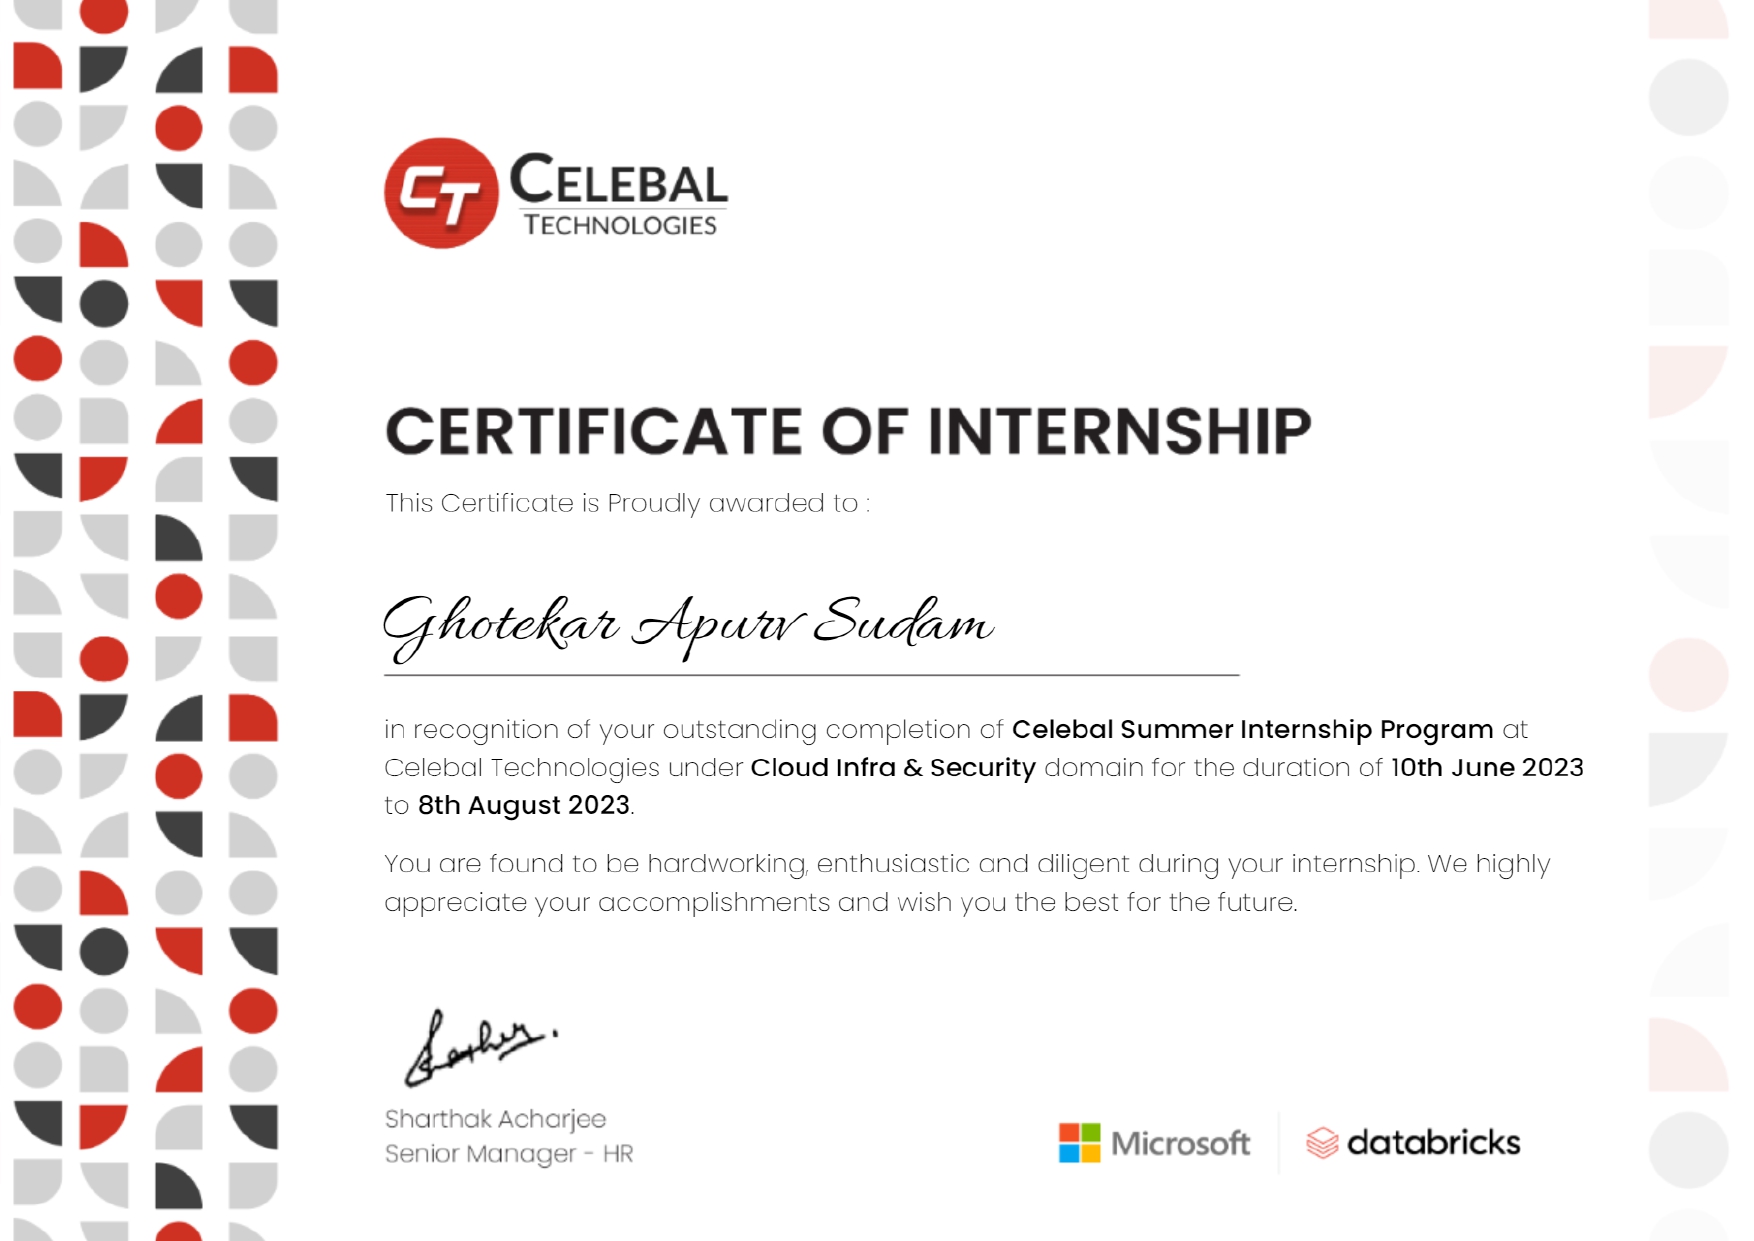 CT CELEBAL
TECHNOLOGIES
CERTIFICATE OF INTERNSHIP
This Certificate is Proudly awarded to :
Ghotekar Apurv Sudam
in recognition of your outstanding completion of Celebal Summer Internship Program at
Celebal Technologies under Cloud Infra & Security domain for the duration of 10th June 2023
to 8th August 2023.
You are found to be hardworking, enthusiastic and diligent during your internship. We highly
appreciate your accomplishments and wish you the best for the future.
Sharthak Acharjee
Senior Manager - HR
Microsoft databricks